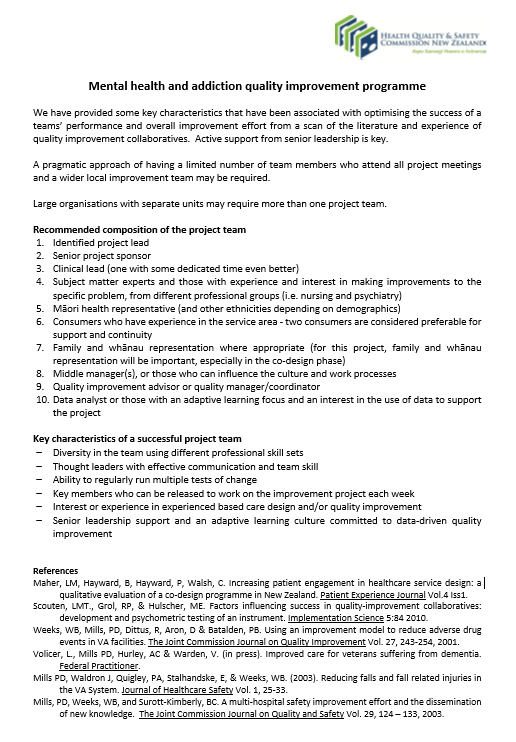 HEALTH QUALITY & SAFETY
COMMISSION NEW ZEALAND
Mental health and addiction quality improvement programme
We have provided some key characteristics that have been associated with optimising the success of a
teams’ performance and overall improvement effort from a scan of the literature and experience of
quality improvement collaboratives.  Active support from senior leadership is key.
A pragmatic approach of having a limited number of team members who attend all project meetings
and a wider local improvement team may be required.
Large organisations with separate units may require more than one project team.
Recommended composition of the project team
1. Identified project lead
2. Senior project sponsor
3. Clinical lead (one with some dedicated time even better)
4. Subject matter experts and those with experience and interest in making improvements to the
specific problem, from different professional groups (i.e. nursing and psychiatry)
5. Māori health representative (and other ethnicities depending on demographics)
6. Consumers who have experience in the service area - two consumers are considered preferable for
support and continuity
7. Family and whānau representation where appropriate (for this project, family and whānau
representation will be important, especially in the co-design phase)
8. Middle manager(s), or those who can influence the culture and work processes
9. Quality improvement advisor or quality manager/coordinator
10. Data analyst or those with an adaptive learning focus and an interest in the use of data to support
the project
Key characteristics of a successful project team
– Diversity in the team using different professional skill sets
– Thought leaders with effective communication and team skill
– Ability to regularly run multiple tests of change
– Key members who can be released to work on the improvement project each week
– Interest or experience in experienced based care design and/or quality improvement
– Senior leadership support and an adaptive learning culture committed to data-driven quality
improvement
References
Maher, LM, Hayward, B, Hayward, P, Walsh, C. Increasing patient engagement in healthcare service design: a
qualitative evaluation of a co-design programme in New Zealand. Patient Experience Journal Vol.4 Iss1.
Scouten, LMT., Grol, RP, & Hulscher, ME. Factors influencing success in quality-improvement collaboratives:
development and psychometric testing of an instrument. Implementation Science 5:84 2010.
Weeks, WB, Mills, PD, Dittus, R, Aron, D & Batalden, PB. Using an improvement model to reduce adverse drug
events in VA facilities. The Joint Commission Journal on Quality Improvement Vol. 27, 243-254, 2001.
Volicer, L., Mills PD, Hurley, AC & Warden, V. (in press). Improved care for veterans suffering from dementia.
Federal Practitioner.
Mills PD, Waldron J, Quigley, PA, Stalhandske, E, & Weeks, WB. (2003). Reducing falls and fall related injuries in
the VA System. Journal of Healthcare Safety Vol. 1, 25-33.
Mills, PD, Weeks, WB, and Surott-Kimberly, BC. A multi-hospital safety improvement effort and the dissemination
of new knowledge.  The Joint Commission Journal on Quality and Safety Vol. 29, 124 – 133, 2003.